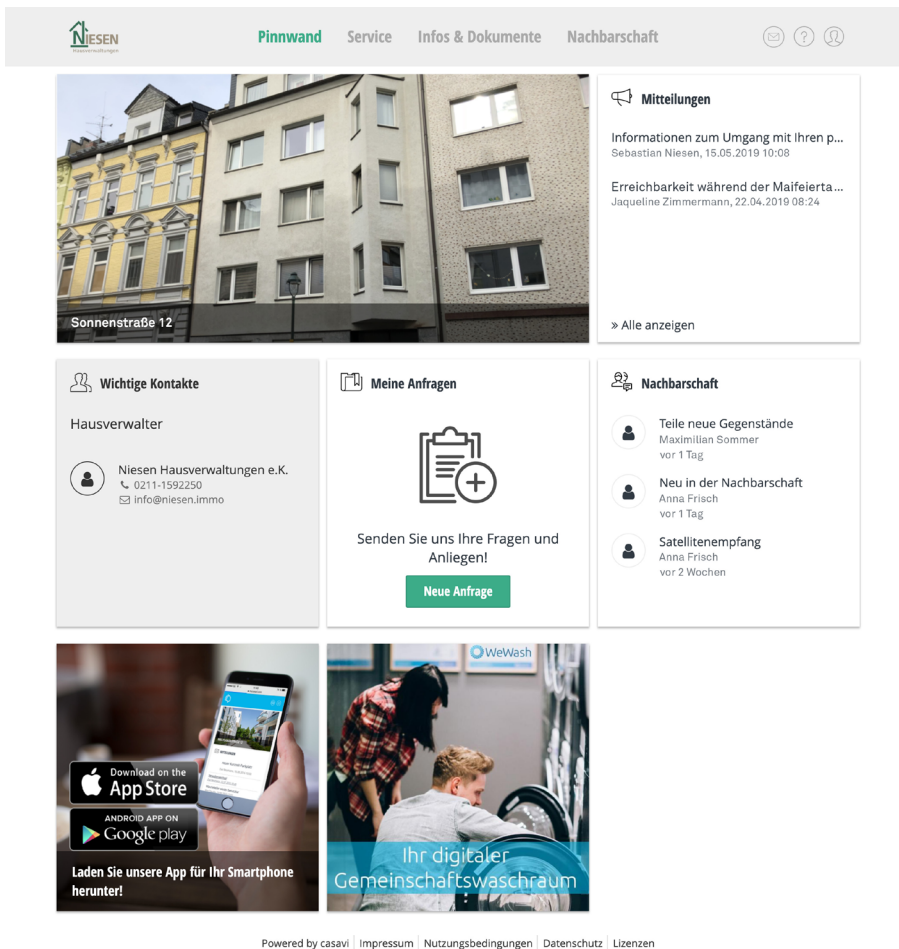 NIESEN
Hausverwaltungen
Pinnwand
Service
Infos & Dokumente
Nachbarschaft
Sonnenstraße 12
Mitteilungen
Informationen zum Umgang mit Ihren p...
Sebastian Niesen, 15.05.2019 10:08
Erreichbarkeit während der Maifeierta...
Jaqueline Zimmermann, 22.04.2019 08:24
» Alle anzeigen
Wichtige Kontakte
Hausverwalter
Niesen Hausverwaltungen e.K.
0211-1592250
info@niesen.immo
Meine Anfragen
Senden Sie uns Ihre Fragen und
Anliegen!
Neue Anfrage
Nachbarschaft
Teile neue Gegenstände
Maximilian Sommer
vor 1 Tag
Neu in der Nachbarschaft
Anna Frisch
vor 1 Tag
Satellitenempfang
Anna Frisch
vor 2 Wochen
Download on the
App Store
ANDROID APP ON
Google play
Laden Sie unsere App für Ihr Smartphone
herunter!
WeWash
Ihr digitaler
Gemeinschaftswaschraum
Powered by casavi | Impressum | Nutzungsbedingungen | Datenschutz | Lizenzen